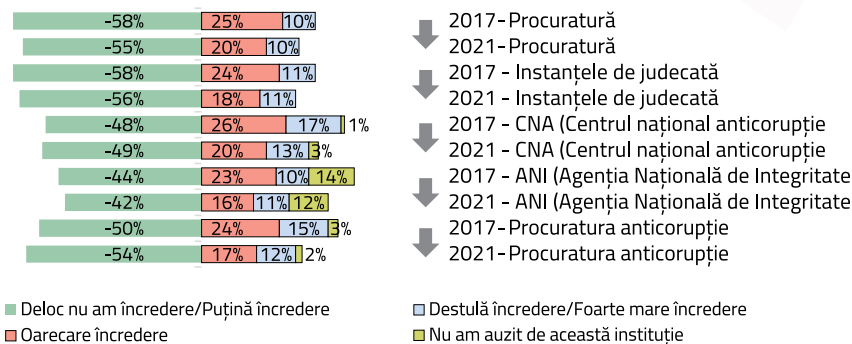 -58% 25% 10% 2017-Procuratură
-55% 20% 10% 2021-Procuratură
-58% 24% 11% 2017 - Instanțele de judecată
-56% 18% 11% 2021 - Instanțele de judecată
-48% 26% 17% 1% 2017 - CNA (Centrul național anticorupție
-49% 20% 13% 3% 2021 - CNA (Centrul național anticorupție
-44% 23% 10% 14% 2017 - ANI (Agenția Națională de Integritate
-42% 16% 11% 12% 2021 - ANI (Agenția Națională de Integritate
-50% 24% 15% 3% 2017-Procuratura anticorupție
-54% 17% 12% 2% 2021-Procuratura anticorupție
Deloc nu am încredere/Puțină încredere
Destulă încredere/Foarte mare încredere
Oarecare încredere
Nu am auzit de această instituție